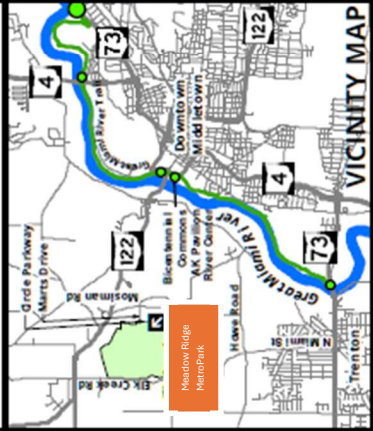 VICINITY MAP
122
73
4
Great Miami River Trail
Downtown
Middletown
4
Bicentennial
Commons
AK Pavilion
River Center
122
Great Miami River
73
Circle Parkway
Marts Drive
Mosiman Rd
Elk Creek Rd
Meadow Ridge
MetroPark
Howe Road
N Miami St
Trenton